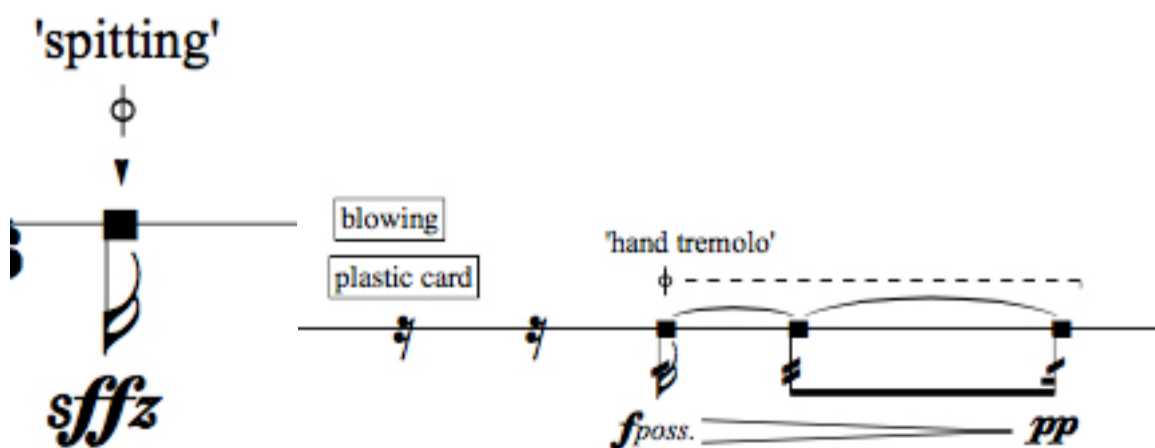 'spitting'
sffz
blowing
plastic card
'hand tremolo'
fposs.
pp